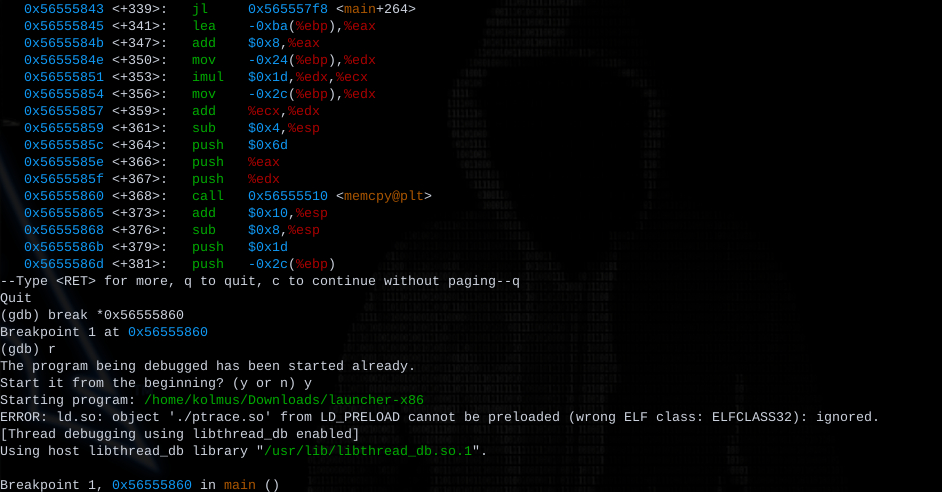 0x56555843 <+339>: jl 0x565557f8 <main+264>
0x56555845 <+341>: lea -0xba(%ebp),%eax
0x5655584b <+347>: add $0x8,%eax
0x5655584e <+350>: mov -0x24(%ebp),%edx
0x56555851 <+353>: imul $0x1d,%edx,%ecx
0x56555854 <+356>: mov -0x2c(%ebp),%edx
0x56555857 <+359>: add %ecx,%edx
0x56555859 <+361>: sub $0x4,%esp
0x5655585c <+364>: push $0x6d
0x5655585e <+366>: push %eax
0x5655585f <+367>: push %edx
0x56555860 <+368>: call 0x56555510 <memcpy@plt>
0x56555865 <+373>: add $0x10,%esp
0x56555868 <+376>: sub $0x8,%esp
0x5655586b <+379>: push $0x1d
0x5655586d <+381>: push -0x2c(%ebp)
--Type <RET> for more, q to quit, c to continue without paging--q
Quit
(gdb) break *0x56555860
Breakpoint 1 at 0x56555860
(gdb) r
The program being debugged has been started already.
Start it from the beginning? (y or n) y
Starting program: /home/kolmus/Downloads/launcher-x86
ERROR: ld.so: object './ptrace.so' from LD_PRELOAD cannot be preloaded (wrong ELF class: ELFCLASS32): ignored.
[Thread debugging using libthread_db enabled]
Using host libthread_db library "/usr/lib/libthread_db.so.1".
Breakpoint 1, 0x56555860 in main ()